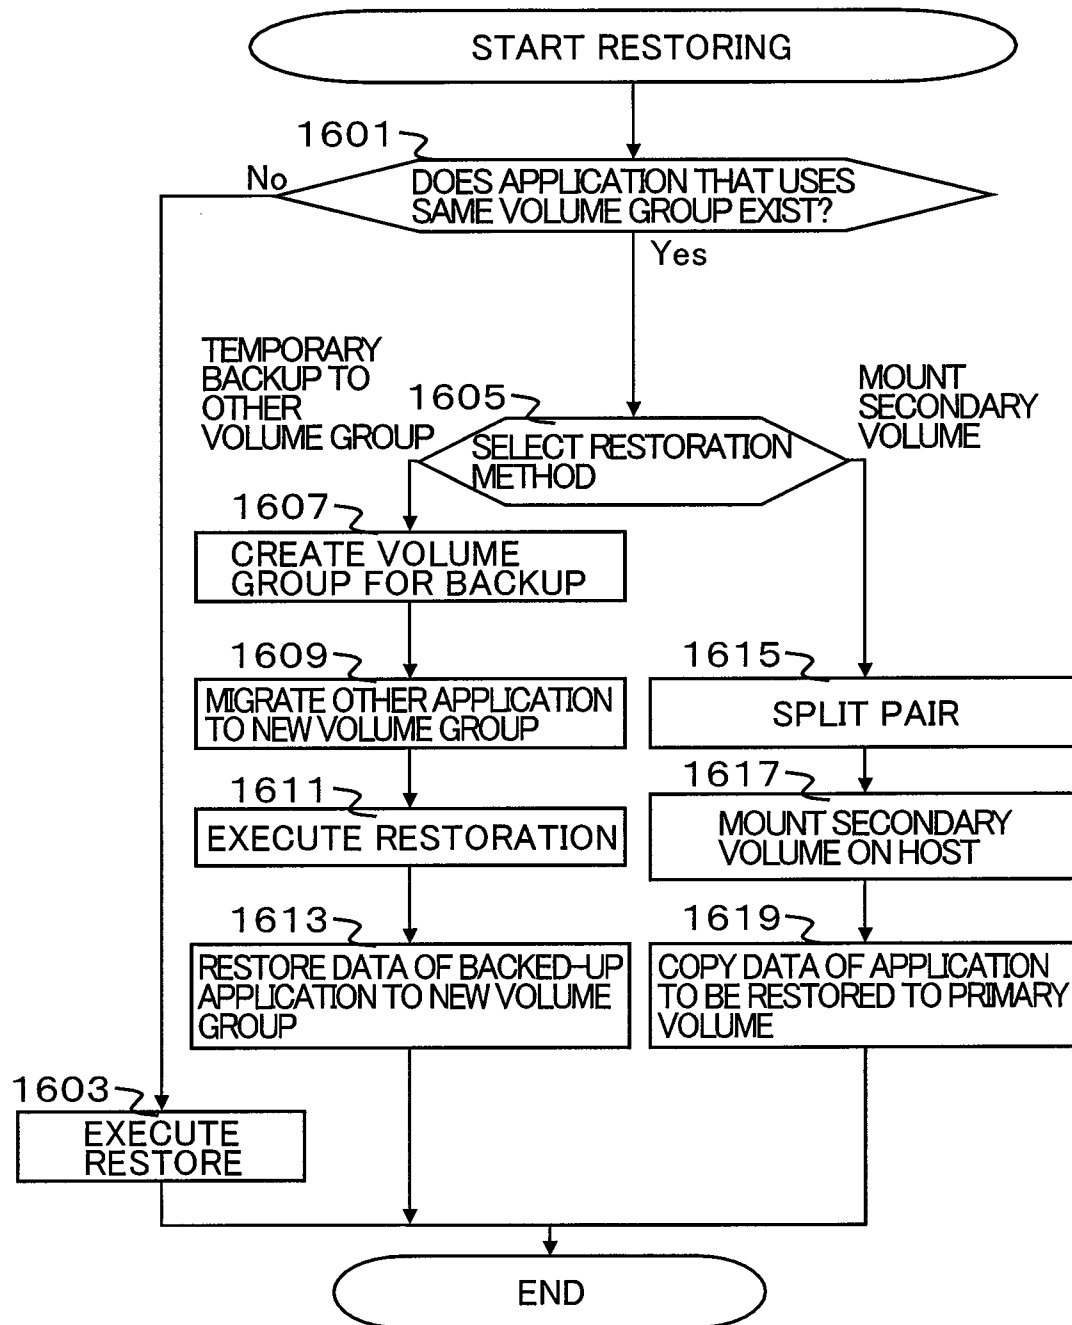 START RESTORING
1601
No
DOES APPLICATION THAT USES
SAME VOLUME GROUP EXIST?
Yes
TEMPORARY
BACKUP TO
OTHER
VOLUME GROUP
1605
SELECT RESTORATION
METHOD
MOUNT
SECONDARY
VOLUME
1607
CREATE VOLUME
GROUP FOR BACKUP
1609
MIGRATE OTHER APPLICATION
TO NEW VOLUME GROUP
1611
EXECUTE RESTORATION
1613
RESTORE DATA OF BACKED-UP
APPLICATION TO NEW VOLUME
GROUP
1615
SPLIT PAIR
1617
MOUNT SECONDARY
VOLUME ON HOST
1619
COPY DATA OF APPLICATION
TO BE RESTORED TO PRIMARY
VOLUME
1603
EXECUTE
RESTORE
END